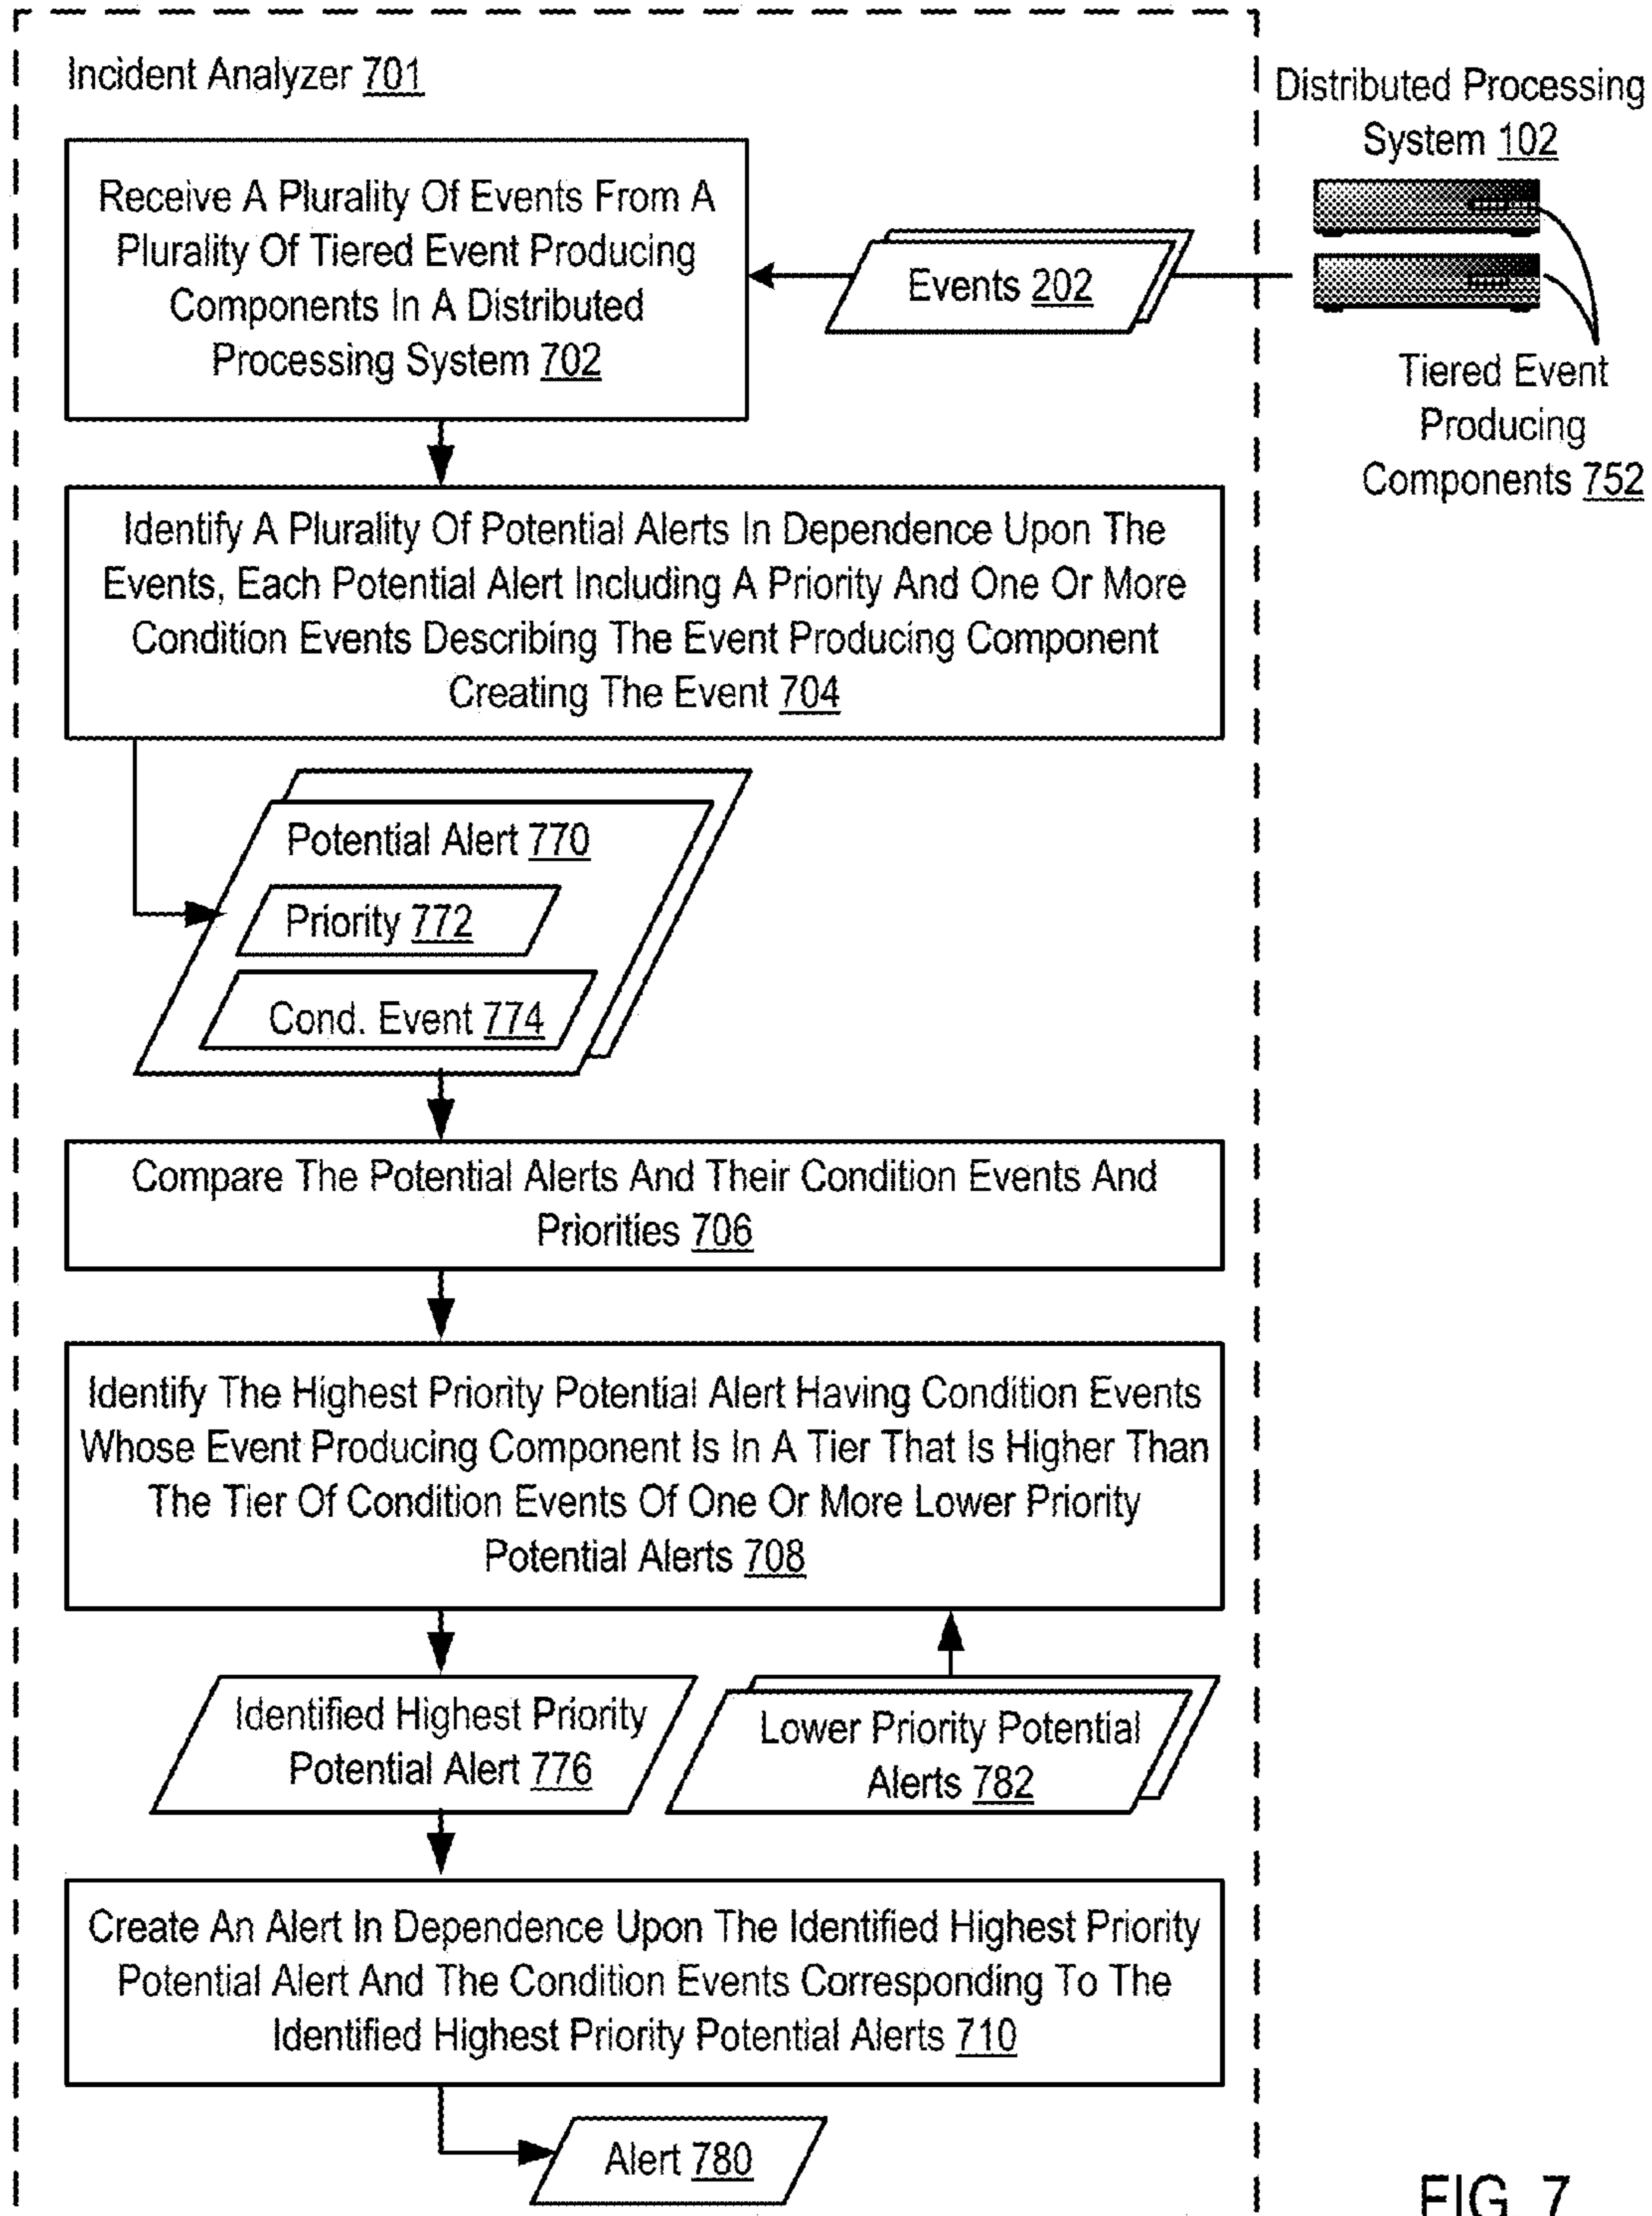 Incident Analyzer 701
Distributed Processing
System 102
Receive A Plurality Of Events From A
Plurality Of Tiered Event Producing
Components In A Distributed
Processing System 702
Events 202
Tiered Event
Producing
Components 752
Identify A Plurality Of Potential Alerts In Dependence Upon The
Events, Each Potential Alert Including A Priority And One Or More
Condition Events Describing The Event Producing Component
Creating The Event 704
Potential Alert 770
Priority 772
Cond. Event 774
Compare The Potential Alerts And Their Condition Events And
Priorities 706
Identify The Highest Priority Potential Alert Having Condition Events
Whose Event Producing Component Is In A Tier That Is Higher Than
The Tier Of Condition Events Of One Or More Lower Priority
Potential Alerts 708
Identified Highest Priority
Potential Alert 776
Lower Priority Potential
Alerts 782
Create An Alert In Dependence Upon The Identified Highest Priority
Potential Alert And The Condition Events Corresponding To The
Identified Highest Priority Potential Alerts 710
Alert 780
FIG. 7